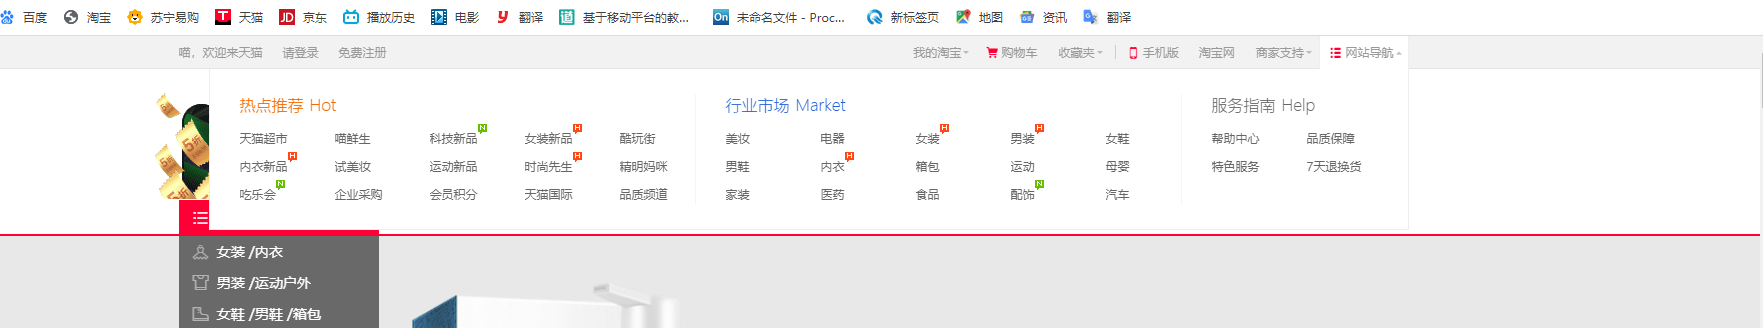 百度 淘宝 苏宁易购 天猫 京东 播放历史 电影 翻译 基于移动平台的教... 未命名文件 - Proc... 新标签页 地图 资讯 翻译
喵，欢迎来天猫 请登录 免费注册 我的淘宝 购物车 收藏夹 手机版 淘宝网 商家支持 网站导航
热点推荐 Hot 行业市场 Market 服务指南 Help
天猫超市 喵鲜生 科技新品 女装新品 酷玩街 美妆 电器 女装 男装 女鞋 帮助中心 品质保障
内衣新品 试美妆 运动新品 时尚先生 精明妈咪 男鞋 内衣 箱包 运动 母婴 特色服务 7天退换货
吃乐会 企业采购 会员积分 天猫国际 品质频道 家装 医药 食品 配饰 汽车
女装 /内衣
男装 /运动户外
女鞋 /男鞋 /箱包